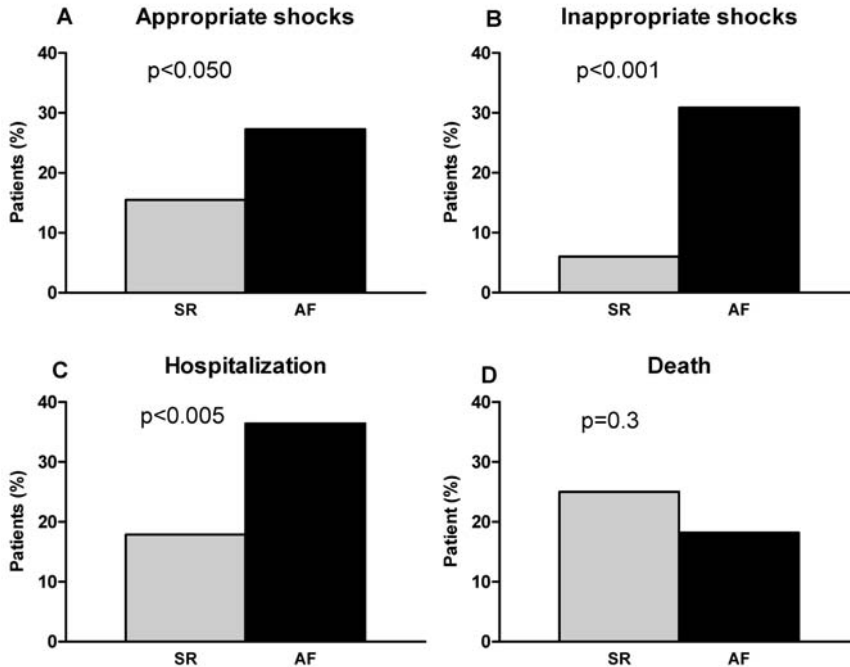 A
Appropriate shocks
p<0.050
Patients (%)
40
30
20
10
0
SR AF
B
Inappropriate shocks
p<0.001
Patients (%)
40
30
20
10
0
SR AF
C
Hospitalization
p<0.005
Patients (%)
40
30
20
10
0
SR AF
D
Death
p=0.3
Patient (%)
40
30
20
10
0
SR AF